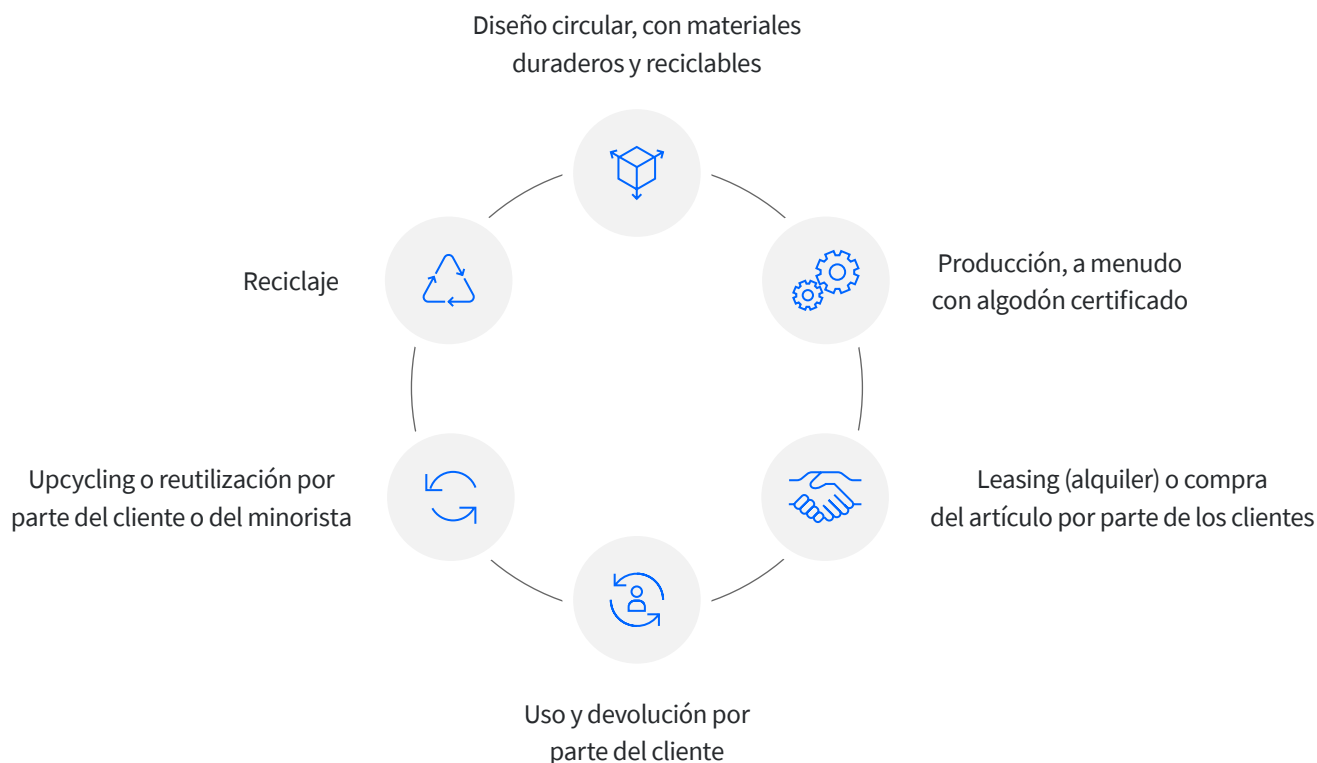 Diseño circular, con materiales
duraderos y reciclables
Reciclaje
Producción, a menudo
con algodón certificado
Upcycling o reutilización por
parte del cliente o del minorista
Leasing (alquiler) o compra
del artículo por parte de los clientes
Uso y devolución por
parte del cliente